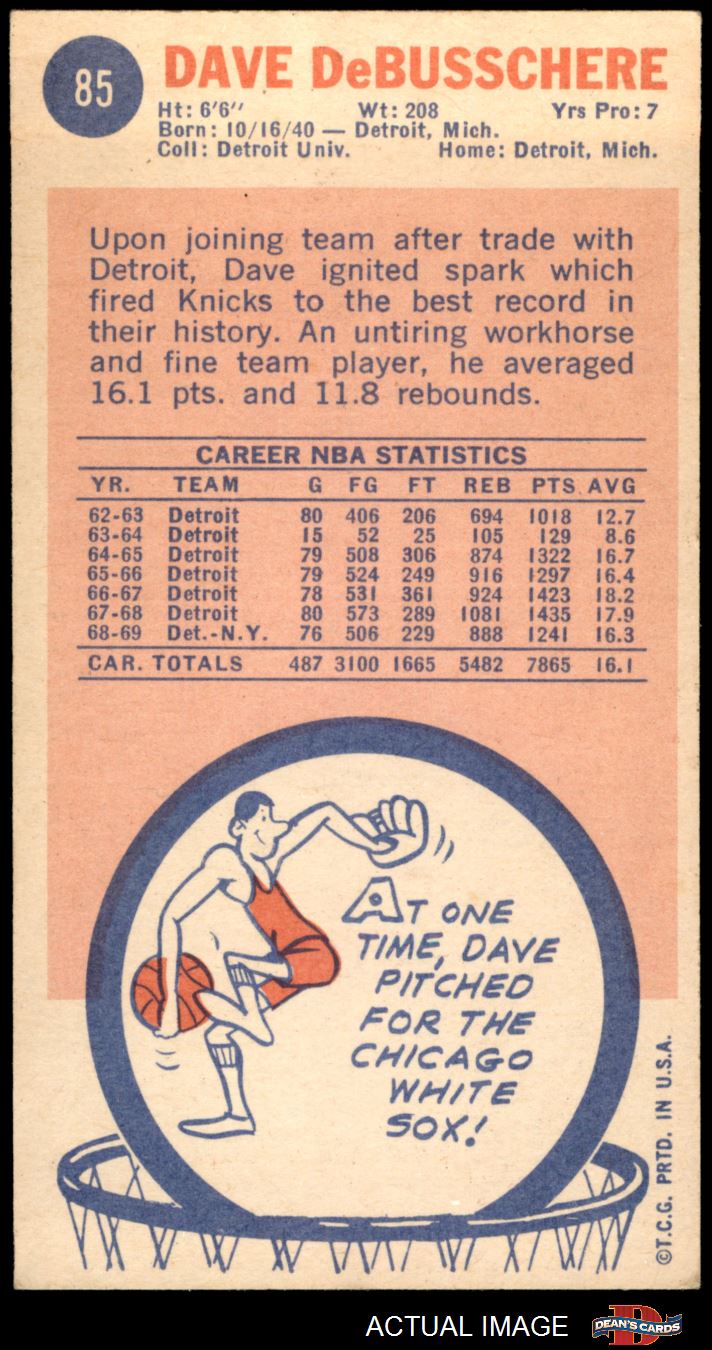 85
DAVE DeBUSSCHERE
Ht: 6'6" Wt: 208 Yrs Pro: 7
Born: 10/16/40 — Detroit, Mich.
Coll: Detroit Univ. Home: Detroit, Mich.
Upon joining team after trade with
Detroit, Dave ignited spark which
fired Knicks to the best record in
their history. An untiring workhorse
and fine team player, he averaged
16.1 pts. and 11.8 rebounds.
CAREER NBA STATISTICS
YR. TEAM G FG FT REB PTS AVG
62-63 Detroit 80 406 206 694 1018 12.7
63-64 Detroit 15 52 25 105 129 8.6
64-65 Detroit 79 508 306 874 1322 16.7
65-66 Detroit 79 524 249 916 1297 16.4
66-67 Detroit 78 531 361 924 1423 18.2
67-68 Detroit 80 573 289 1081 1435 17.9
68-69 Det.-N.Y. 76 506 229 888 1241 16.3
CAR. TOTALS 487 3100 1665 5482 7865 16.1
AT ONE
TIME, DAVE
PITCHED
FOR THE
CHICAGO
WHITE
SOX!
©T.C.G. PRTD. IN U.S.A.
ACTUAL IMAGE
D
DEAN'S CARDS